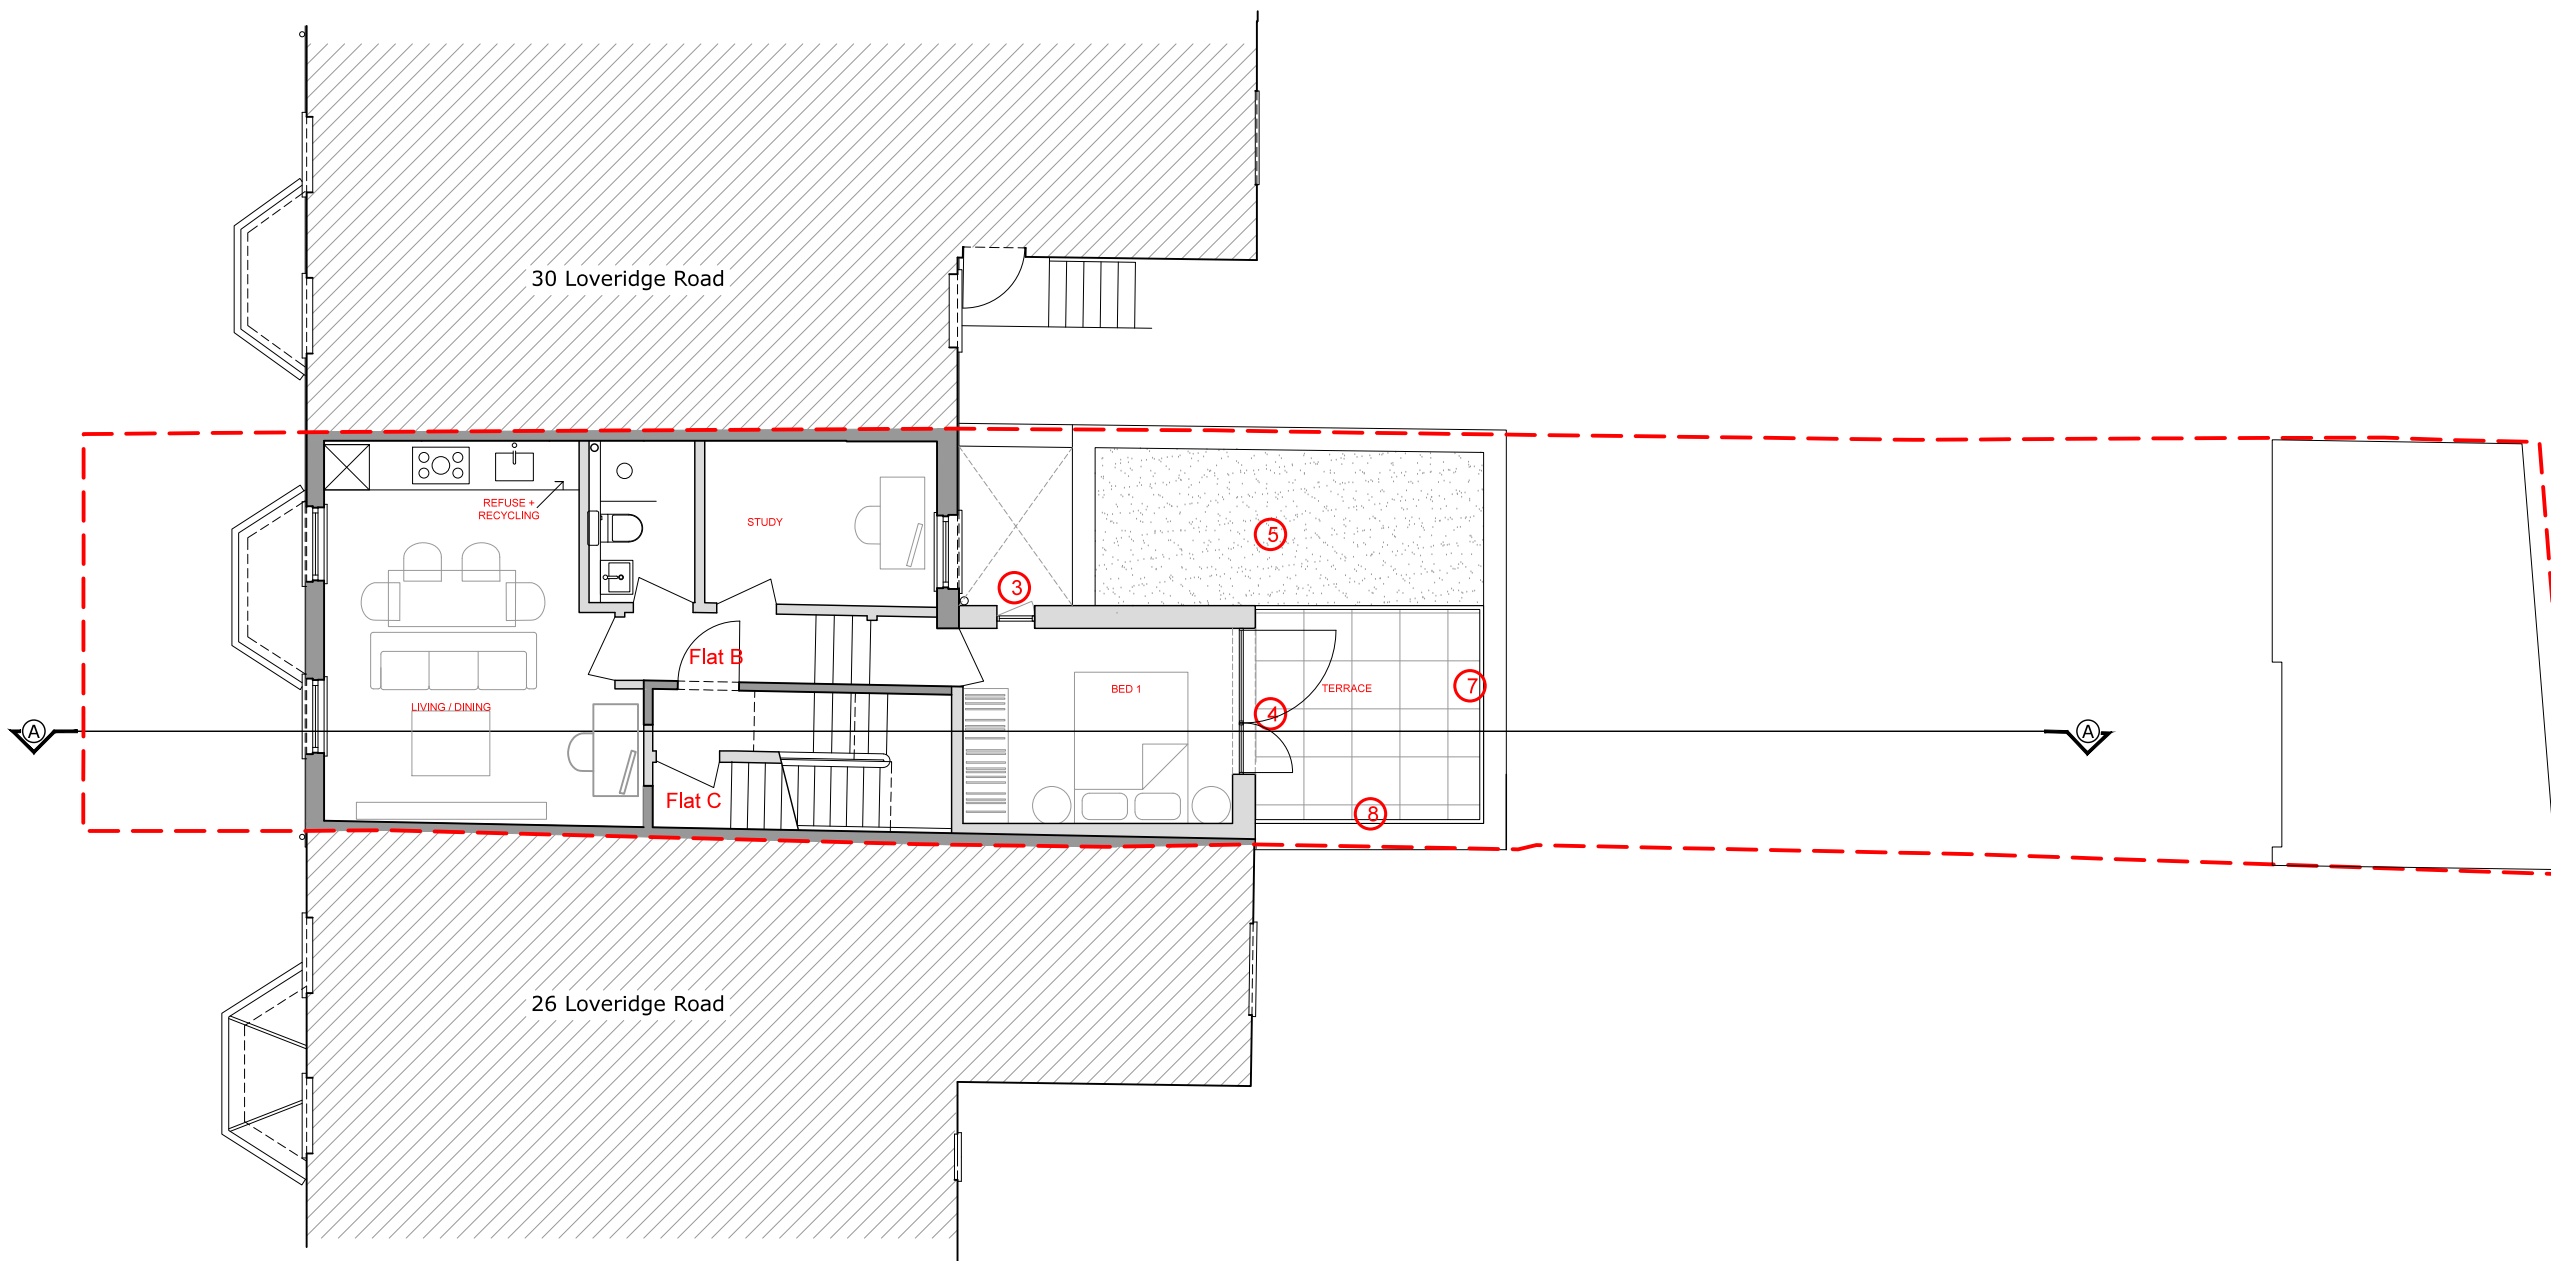 30 Loveridge Road
REFUSE +
RECYCLING
STUDY
5
3
Flat B
7
BED 1
TERRACE
LIVING / DINING
4
A
A
Flat C
8
26 Loveridge Road